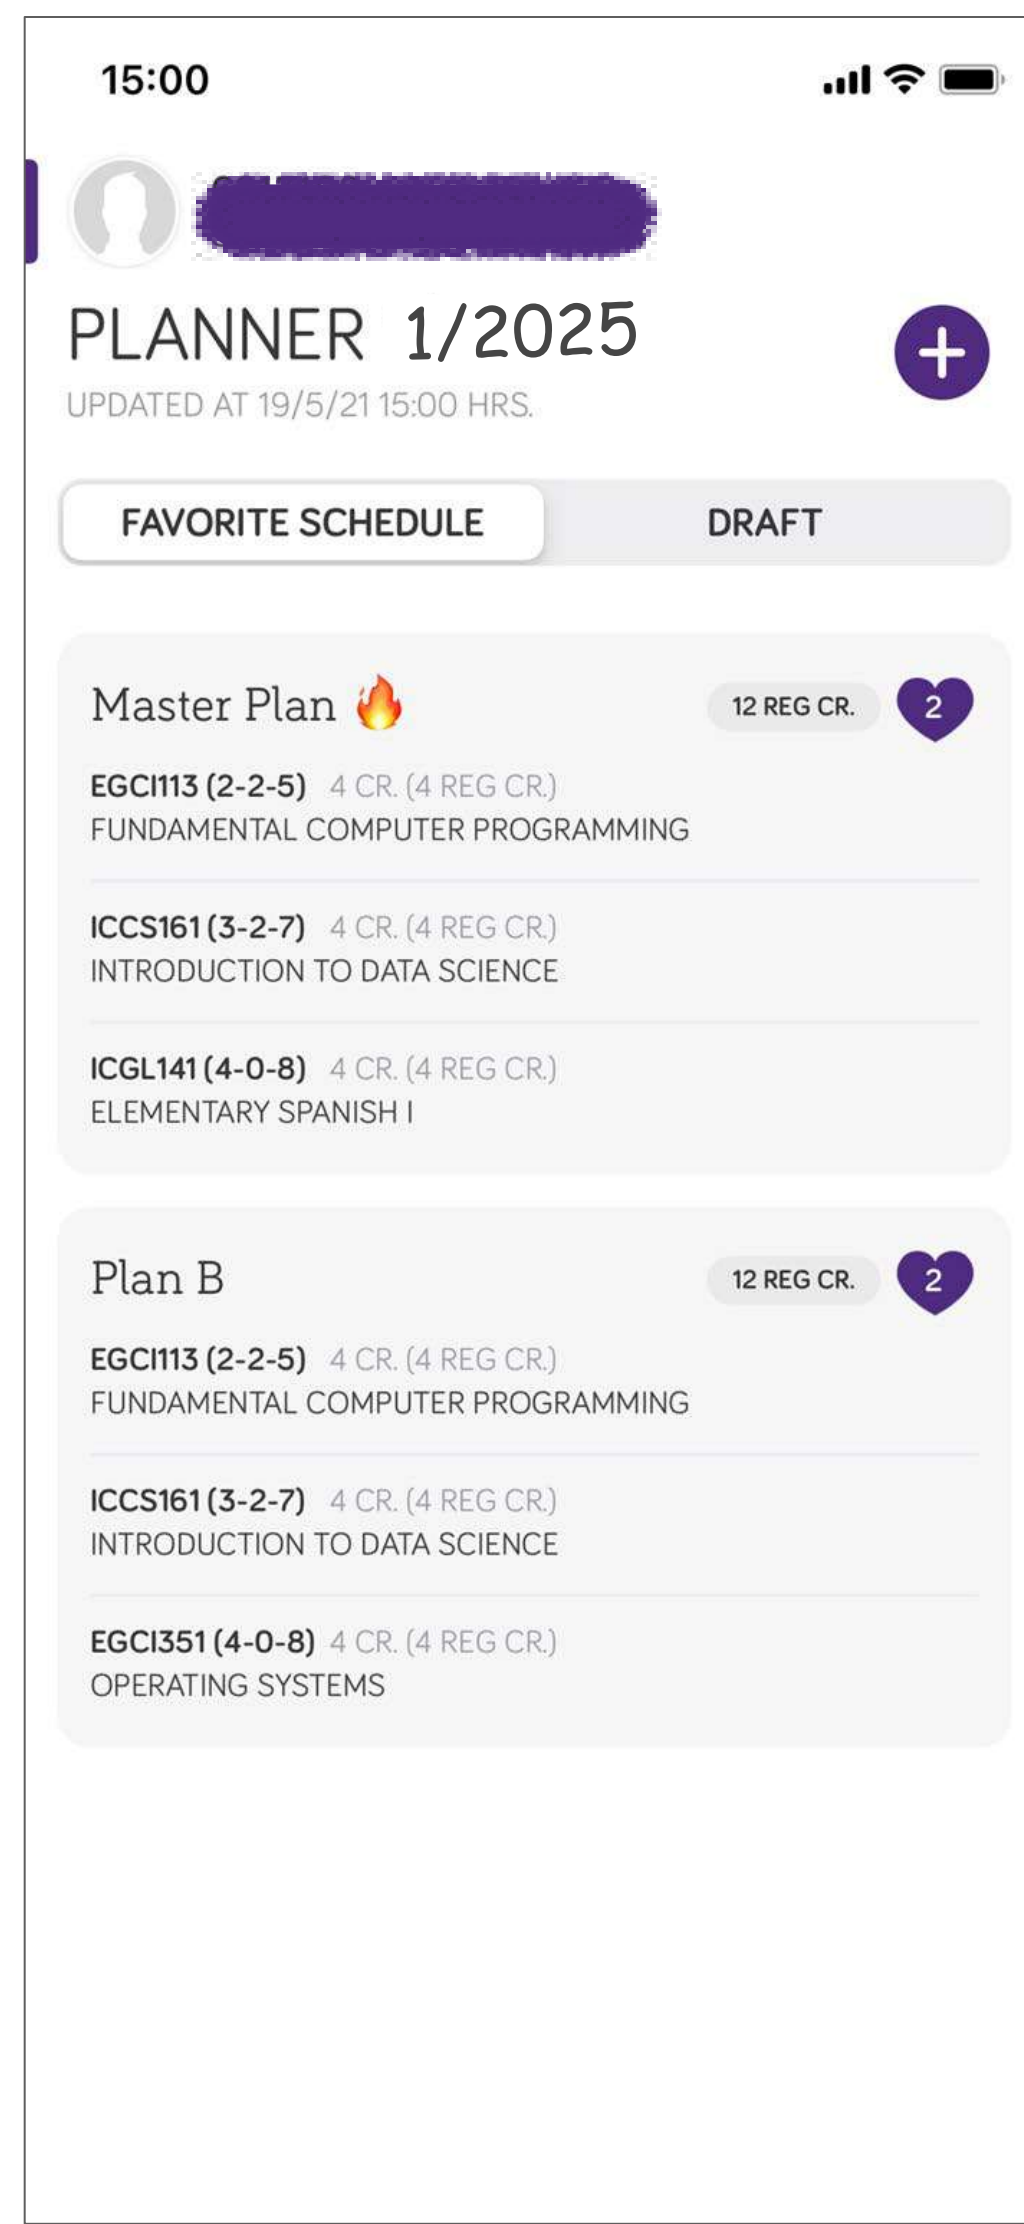 15:00
PLANNER 1/2025
UPDATED AT 19/5/21 15:00 HRS.
FAVORITE SCHEDULE DRAFT
Master Plan 🔥 12 REG CR. 2
EGCI113 (2-2-5) 4 CR. (4 REG CR.)
FUNDAMENTAL COMPUTER PROGRAMMING
ICCS161 (3-2-7) 4 CR. (4 REG CR.)
INTRODUCTION TO DATA SCIENCE
ICGL141 (4-0-8) 4 CR. (4 REG CR.)
ELEMENTARY SPANISH I
Plan B 12 REG CR. 2
EGCI113 (2-2-5) 4 CR. (4 REG CR.)
FUNDAMENTAL COMPUTER PROGRAMMING
ICCS161 (3-2-7) 4 CR. (4 REG CR.)
INTRODUCTION TO DATA SCIENCE
EGCI351 (4-0-8) 4 CR. (4 REG CR.)
OPERATING SYSTEMS